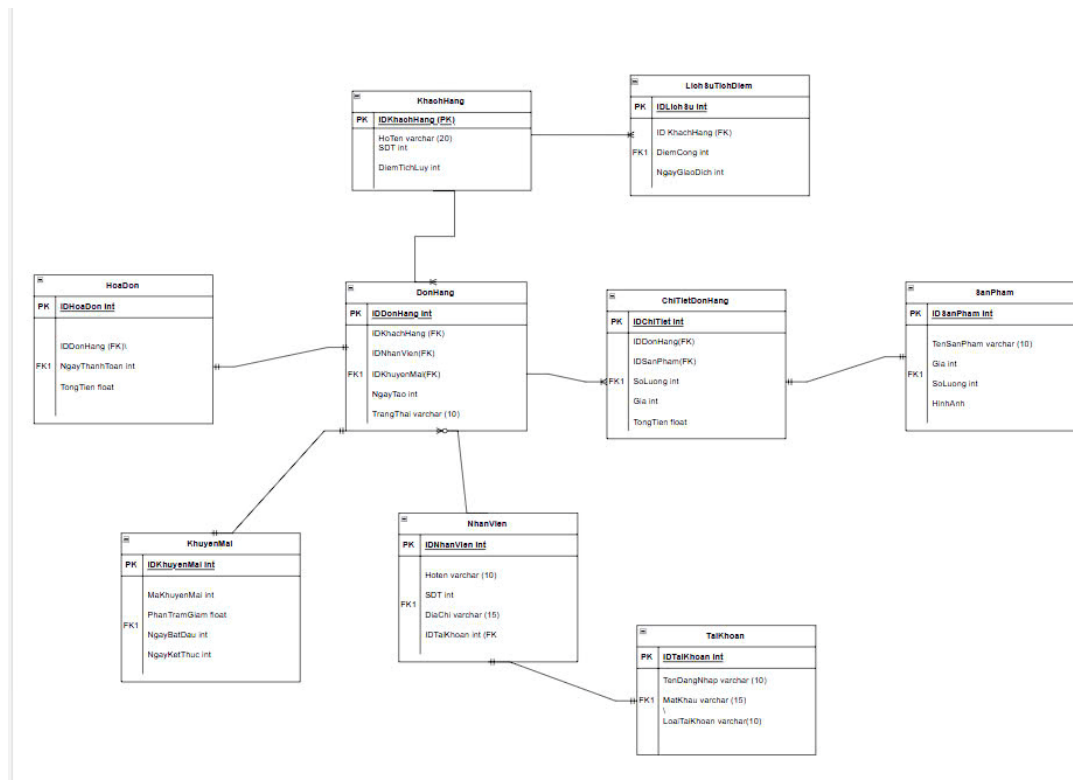 KhachHang
PK IDKhachHang (PK)
HoTen varchar (20)
SDT int
DiemTichLuy int
LichSuTichDiem
PK IDLichSu int
ID KhachHang (FK)
FK1 DiemCong int
NgayGiaoDich int
HoaDon
PK IDHoaDon int
IDDonHang (FK)\
FK1 NgayThanhToan int
TongTien float
DonHang
PK IDDonHang int
IDKhachHang (FK)
IDNhanVien(FK)
FK1 IDKhuyenMai(FK)
NgayTao int
TrangThai varchar (10)
ChiTietDonHang
PK IDChiTiet int
IDDonHang(FK)
IDSanPham(FK)
FK1 SoLuong int
Gia int
TongTien float
SanPham
PK IDSanPham int
TenSanPham varchar (10)
FK1 Gia int
SoLuong int
HinhAnh
KhuyenMai
PK IDKhuyenMai int
MaKhuyenMai int
PhanTramGiam float
FK1
NgayBatDau int
NgayKetThuc int
NhanVien
PK IDNhanVien int
Hoten varchar (10)
SDT int
FK1
DiaChi varchar (15)
IDTaiKhoan int (FK
TaiKhoan
PK IDTaiKhoan int
TenDangNhap varchar (10)
FK1 MatKhau varchar (15)
\
LoaiTaiKhoan varchar(10)